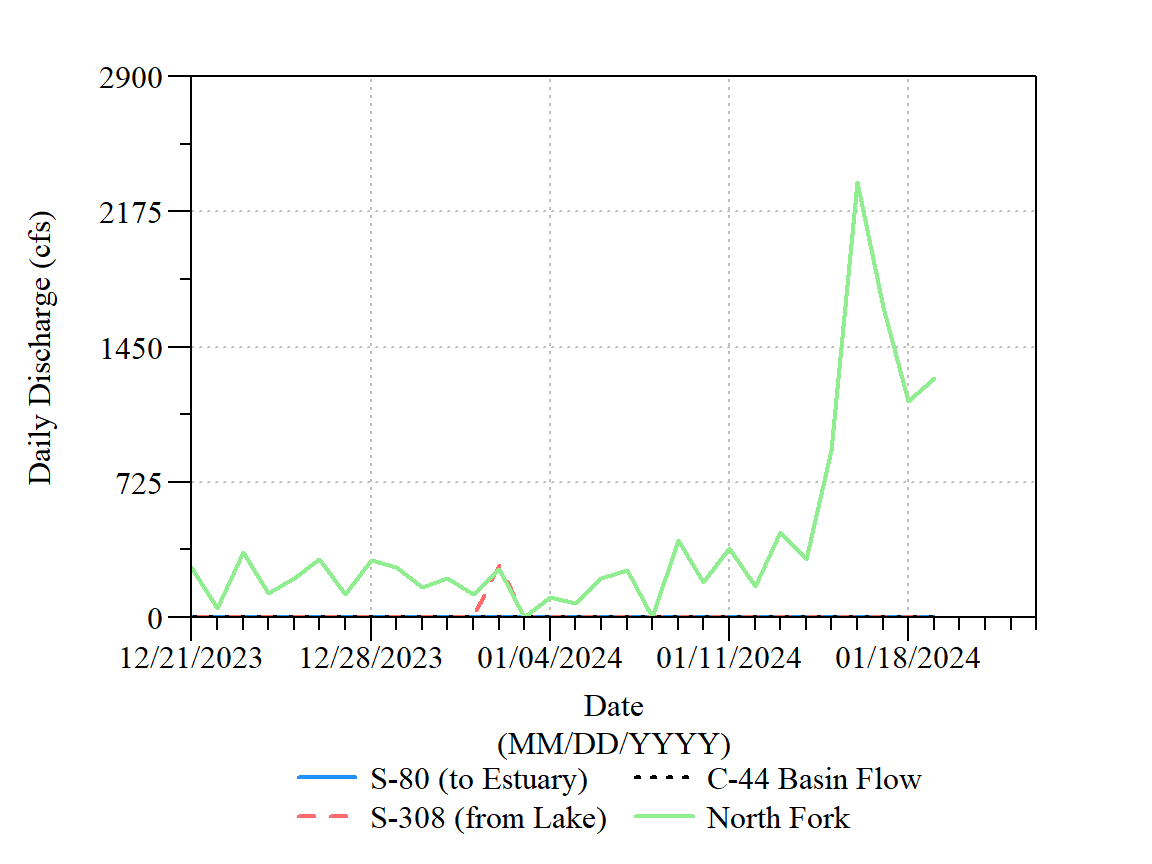 2900
2175
1450
725
0
Daily Discharge (cfs)
12/21/2023 12/28/2023 01/04/2024 01/11/2024 01/18/2024
Date
(MM/DD/YYYY)
S-80 (to Estuary) C-44 Basin Flow
S-308 (from Lake) North Fork